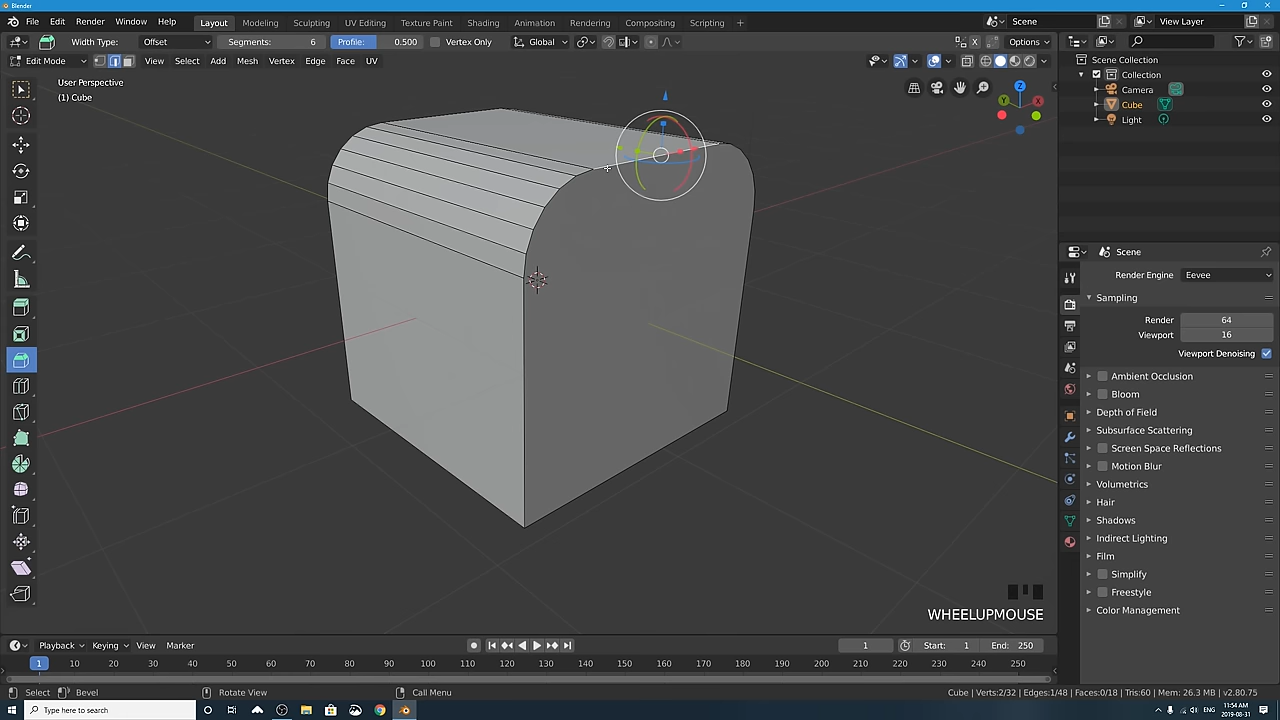 Blender
File Edit Render Window Help Layout Modeling Sculpting UV Editing Texture Paint Shading Animation Rendering Compositing Scripting + Scene View Layer
Width Type: Offset Segments: 6 Profile: 0.500 Vertex Only Global X Options
Edit Mode View Select Add Mesh Vertex Edge Face UV
User Perspective
(1) Cube
Z
Y X
Scene Collection
Collection
Camera
Cube
Light
Scene
Render Engine Eevee
Sampling
Render 64
Viewport 16
Viewport Denoising
Ambient Occlusion
Bloom
Depth of Field
Subsurface Scattering
Screen Space Reflections
Motion Blur
Volumetrics
Hair
Shadows
Indirect Lighting
Film
Simplify
Freestyle
Color Management
WHEELUPMOUSE
Playback Keying View Marker 1 Start: 1 End: 250
1 10 20 30 40 50 60 70 80 90 100 110 120 130 140 150 160 170 180 190 200 210 220 230 240 250
Select Bevel Rotate View Call Menu Cube | Verts:2/32 | Edges:1/48 | Faces:0/18 | Tris:60 | Mem: 26.3 MB | v2.80.75
Type here to search ENG 11:54 AM
2019-08-31